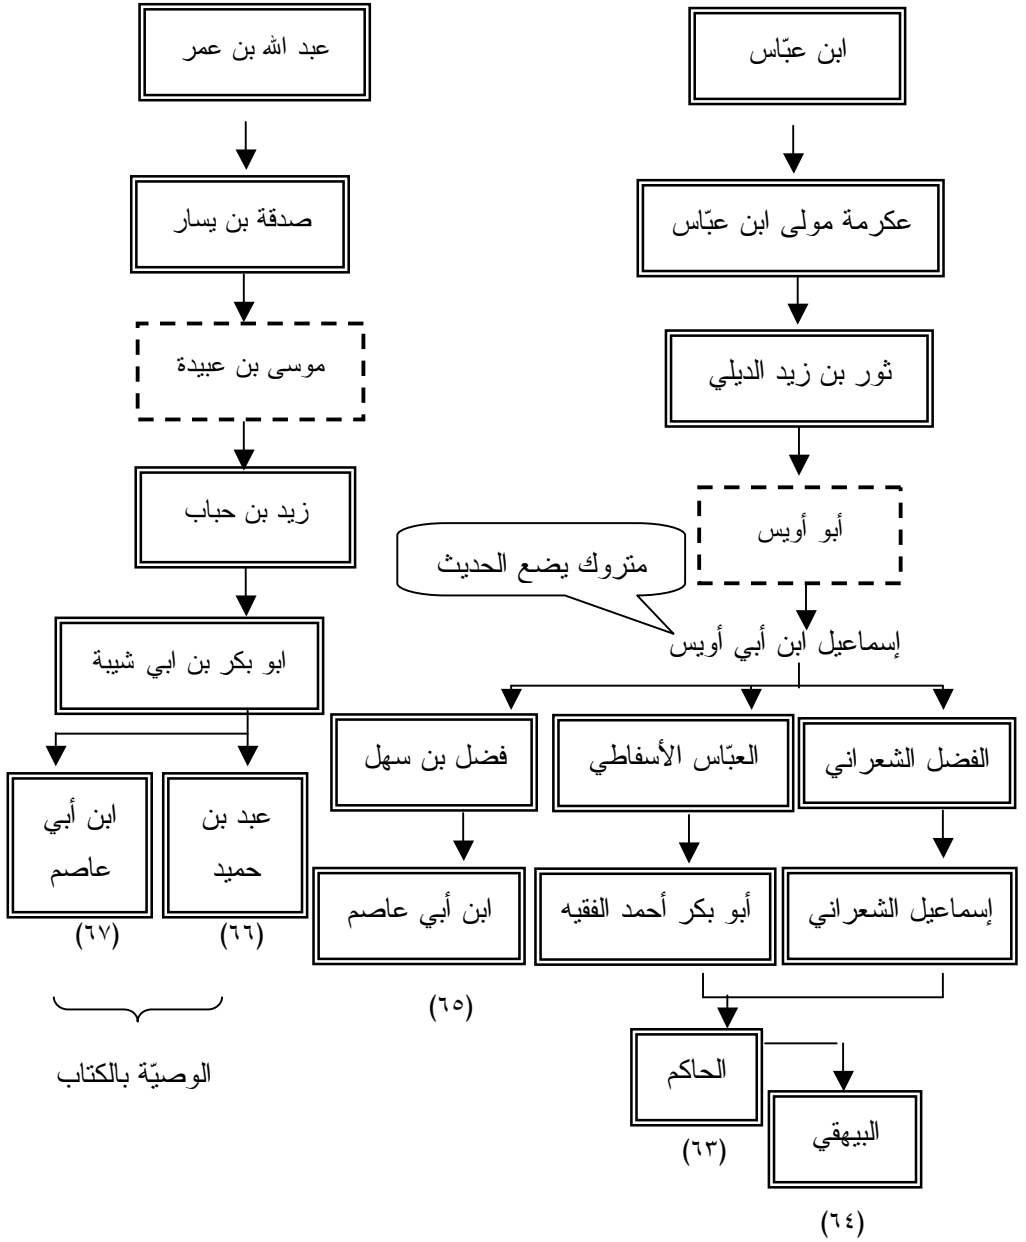 ابن عبّاس
عبد الله بن عمر
عكرمة مولى ابن عبّاس
صدقة بن يسار
ثور بن زيد الديلي
موسى بن عبيدة
أبو أويس
زيد بن حباب
متروك يضع الحديث
إسماعيل ابن أبي أويس
ابو بكر بن ابي شيبة
الفضل الشعراني
العبّاس الأسفاطي
فضل بن سهل
عبد بن
حميد
ابن أبي
عاصم
إسماعيل الشعراني
أبو بكر أحمد الفقيه
ابن أبي عاصم
(٦٦)
(٦٧)
(٦٥)
الحاكم
الوصيّة بالكتاب
البيهقي
(٦٣)
(٦٤)